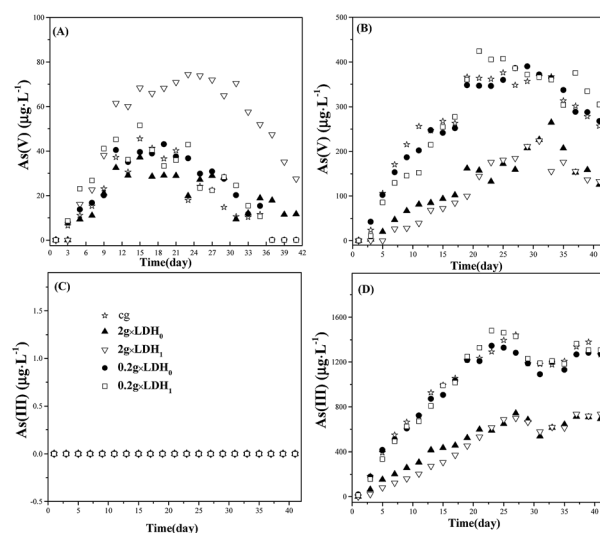 (A)
As(V) (µg·L⁻¹)
100
80
60
40
20
0
0 3 6 9 12 15 18 21 24 27 30 33 36 39 42
Time(day)
(B)
As(V) (µg·L⁻¹)
500
400
300
200
100
0
0 5 10 15 20 25 30 35 40
Time(day)
(C)
As(III) (µg·L⁻¹)
1.5
1.0
0.5
0.0
-0.5
cg
2g×LDH₀
2g×LDH₁
0.2g×LDH₀
0.2g×LDH₁
0 5 10 15 20 25 30 35 40
Time(day)
(D)
As(III) (µg·L⁻¹)
1600
1200
800
400
0
0 5 10 15 20 25 30 35 40
Time(day)